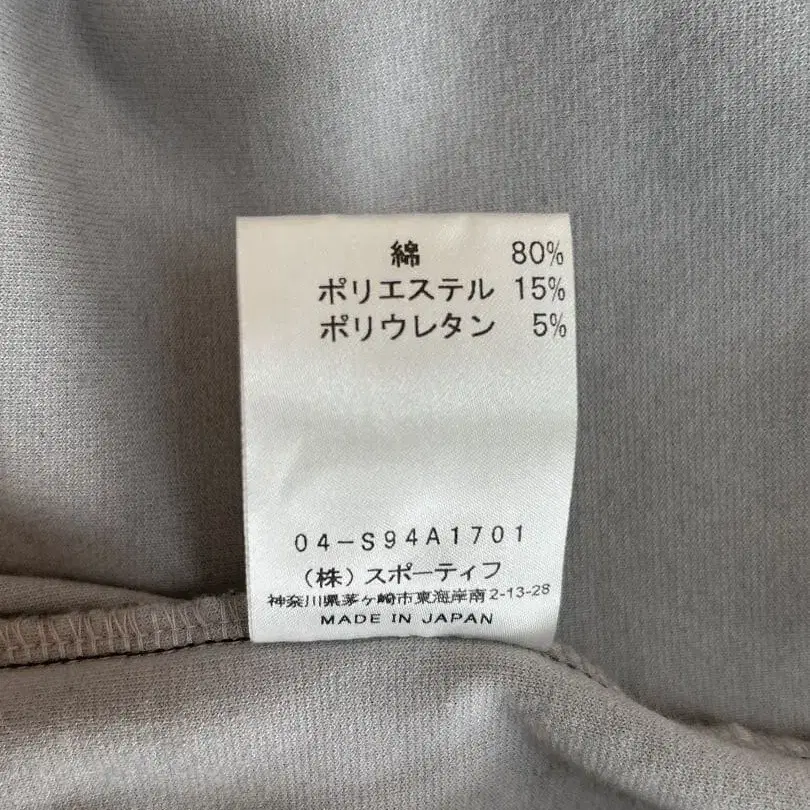 綿 80%
ポリエステル 15%
ポリウレタン 5%
04-S94A1701
（株）スポーティフ
神奈川県茅ヶ崎市東海岸南2-13-28
MADE IN JAPAN